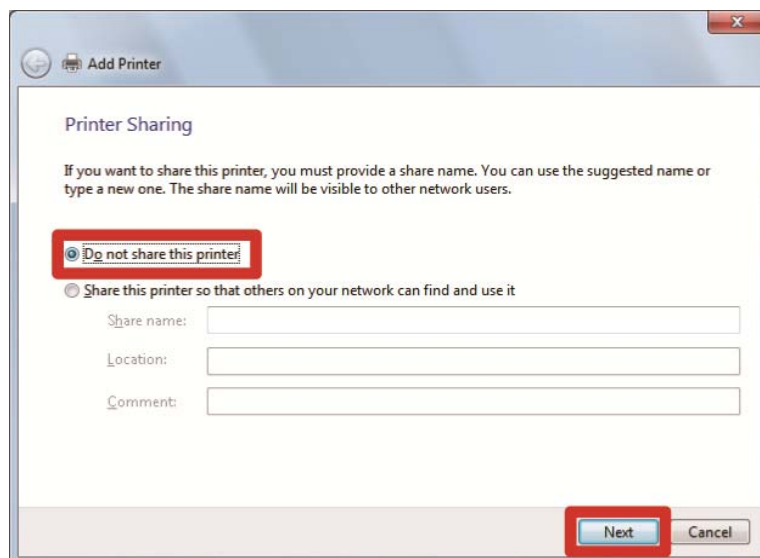 Add Printer
Printer Sharing
If you want to share this printer, you must provide a share name. You can use the suggested name or
type a new one. The share name will be visible to other network users.
Do not share this printer
Share this printer so that others on your network can find and use it
Share name:
Location:
Comment:
Next Cancel